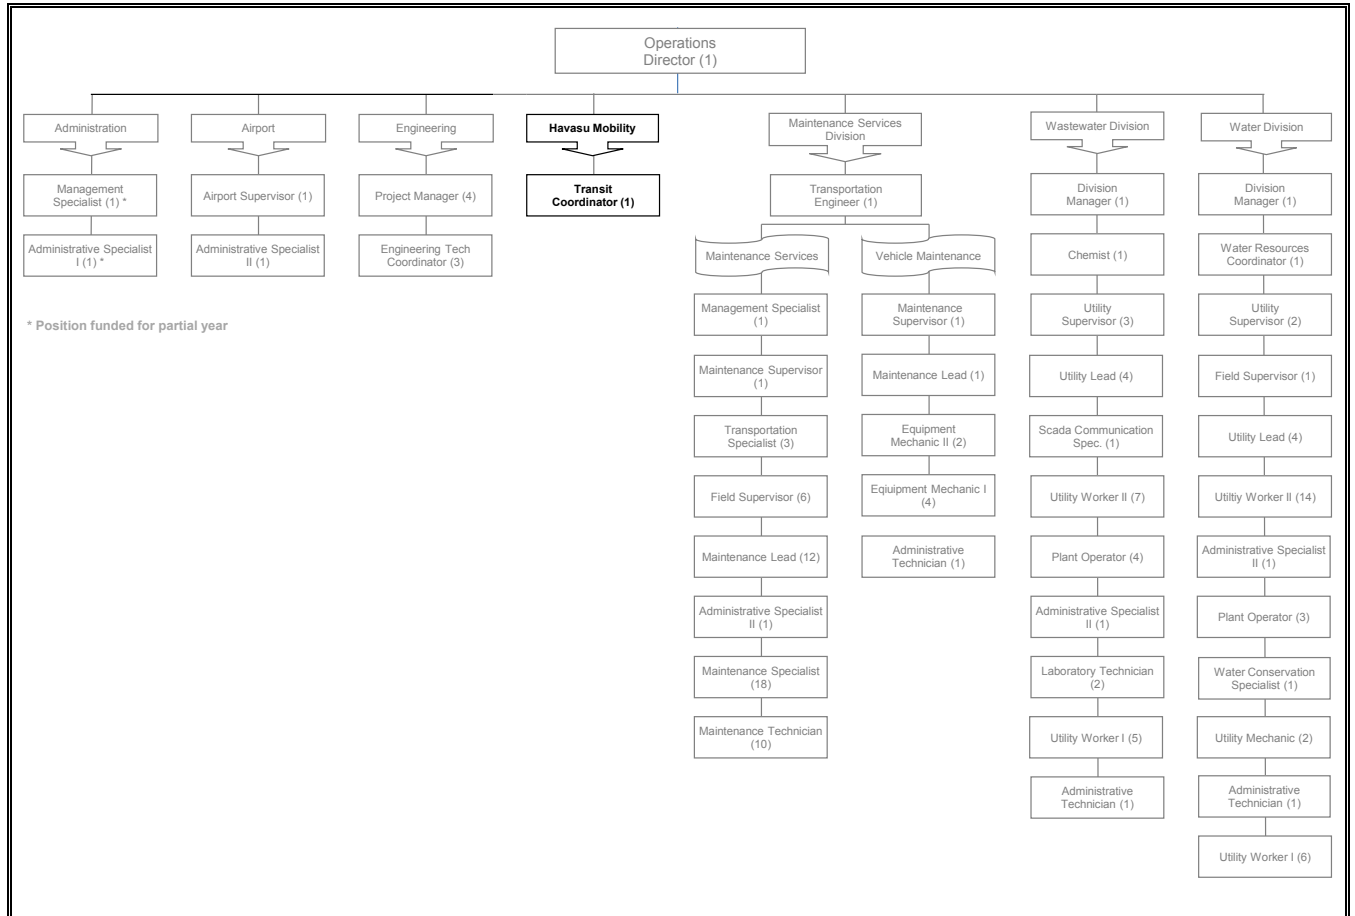 Operations
Director (1)
Administration
Management
Specialist (1) *
Administrative Specialist
I (1) *
* Position funded for partial year
Airport
Airport Supervisor (1)
Administrative Specialist
II (1)
Engineering
Project Manager (4)
Engineering Tech
Coordinator (3)
Havasu Mobility
Transit
Coordinator (1)
Maintenance Services
Division
Transportation
Engineer (1)
Maintenance Services
Management Specialist
(1)
Maintenance Supervisor
(1)
Transportation
Specialist (3)
Field Supervisor (6)
Maintenance Lead (12)
Administrative Specialist
II (1)
Maintenance Specialist
(18)
Maintenance Technician
(10)
Vehicle Maintenance
Maintenance
Supervisor (1)
Maintenance Lead (1)
Equipment
Mechanic II (2)
Eqiuipment Mechanic I
(4)
Administrative
Technician (1)
Wastewater Division
Division
Manager (1)
Chemist (1)
Utility
Supervisor (3)
Utility Lead (4)
Scada Communication
Spec. (1)
Utility Worker II (7)
Plant Operator (4)
Administrative Specialist
II (1)
Laboratory Technician
(2)
Utility Worker I (5)
Administrative
Technician (1)
Water Division
Division
Manager (1)
Water Resources
Coordinator (1)
Utility
Supervisor (2)
Field Supervisor (1)
Utility Lead (4)
Utiltiy Worker II (14)
Administrative Specialist
II (1)
Plant Operator (3)
Water Conservation
Specialist (1)
Utility Mechanic (2)
Administrative
Technician (1)
Utility Worker I (6)